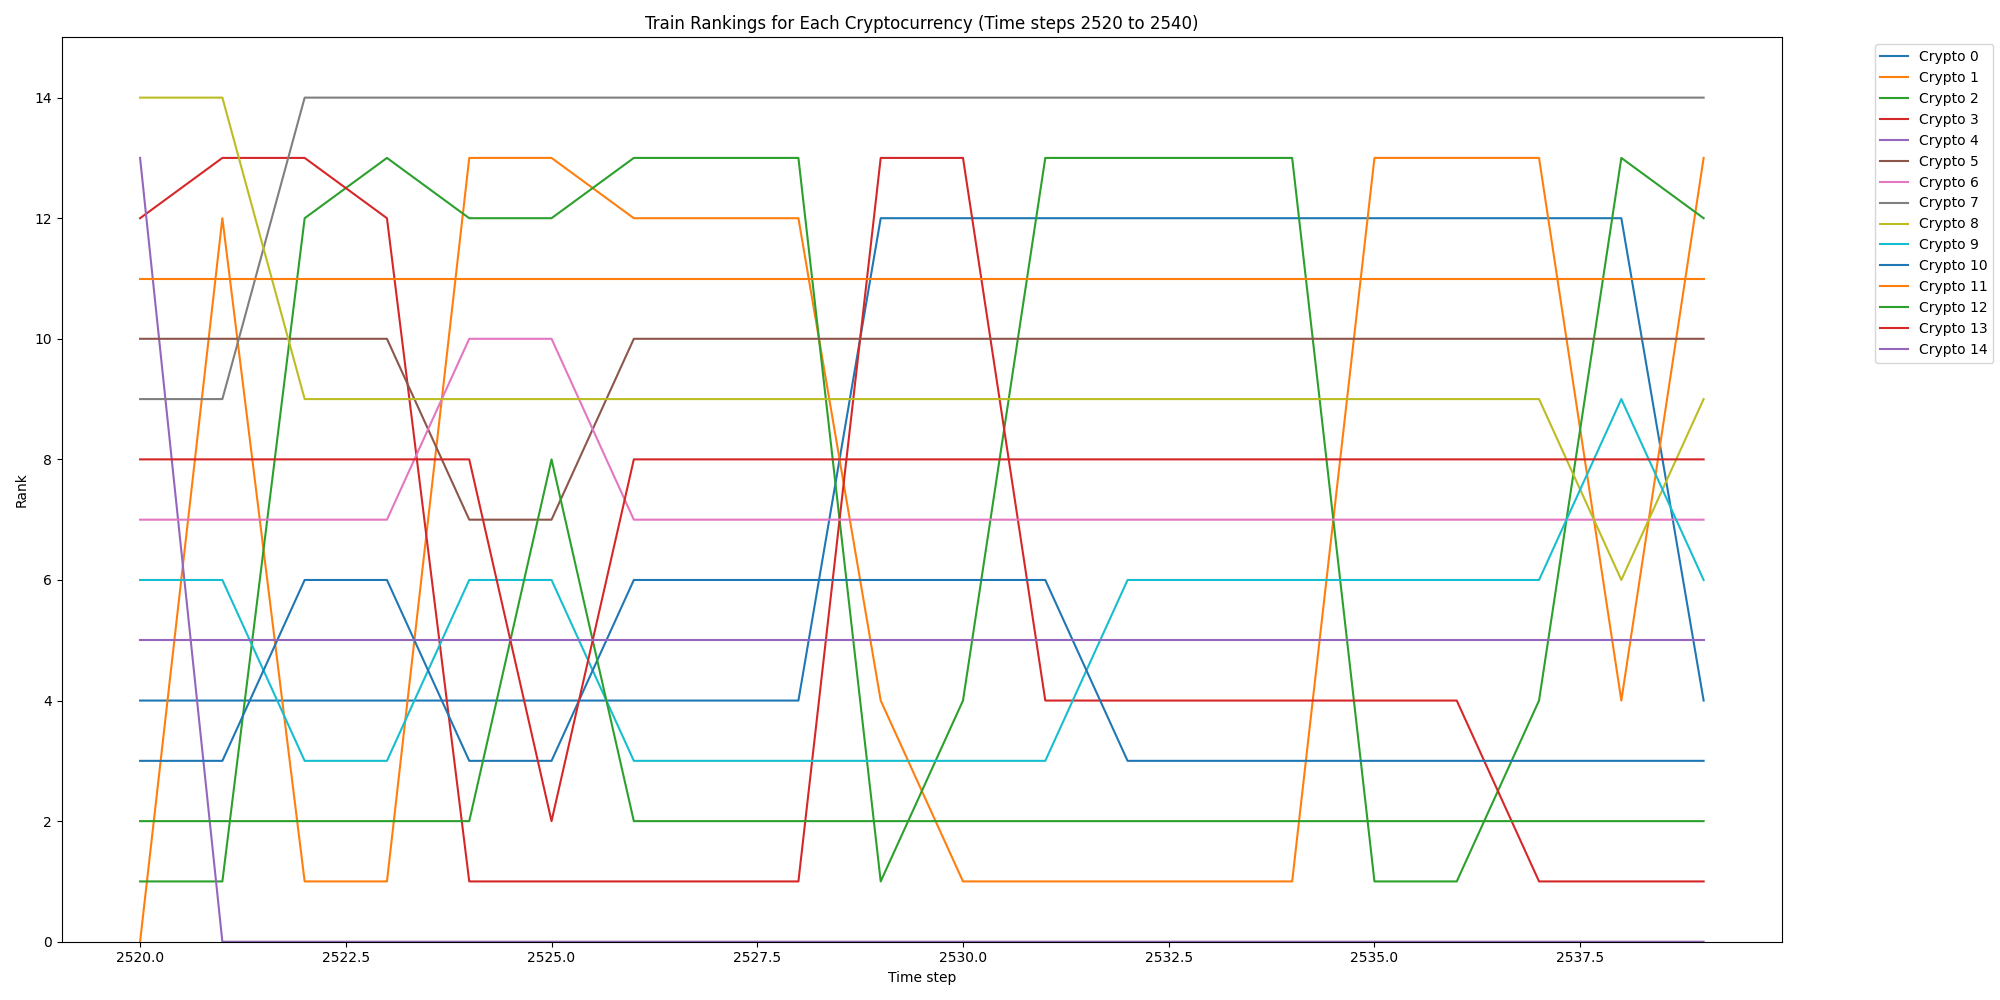 Train Rankings for Each Cryptocurrency (Time steps 2520 to 2540)
Rank
14
12
10
8
6
4
2
0
2520.0
2522.5
2525.0
2527.5
2530.0
2532.5
2535.0
2537.5
Time step
Crypto 0
Crypto 1
Crypto 2
Crypto 3
Crypto 4
Crypto 5
Crypto 6
Crypto 7
Crypto 8
Crypto 9
Crypto 10
Crypto 11
Crypto 12
Crypto 13
Crypto 14